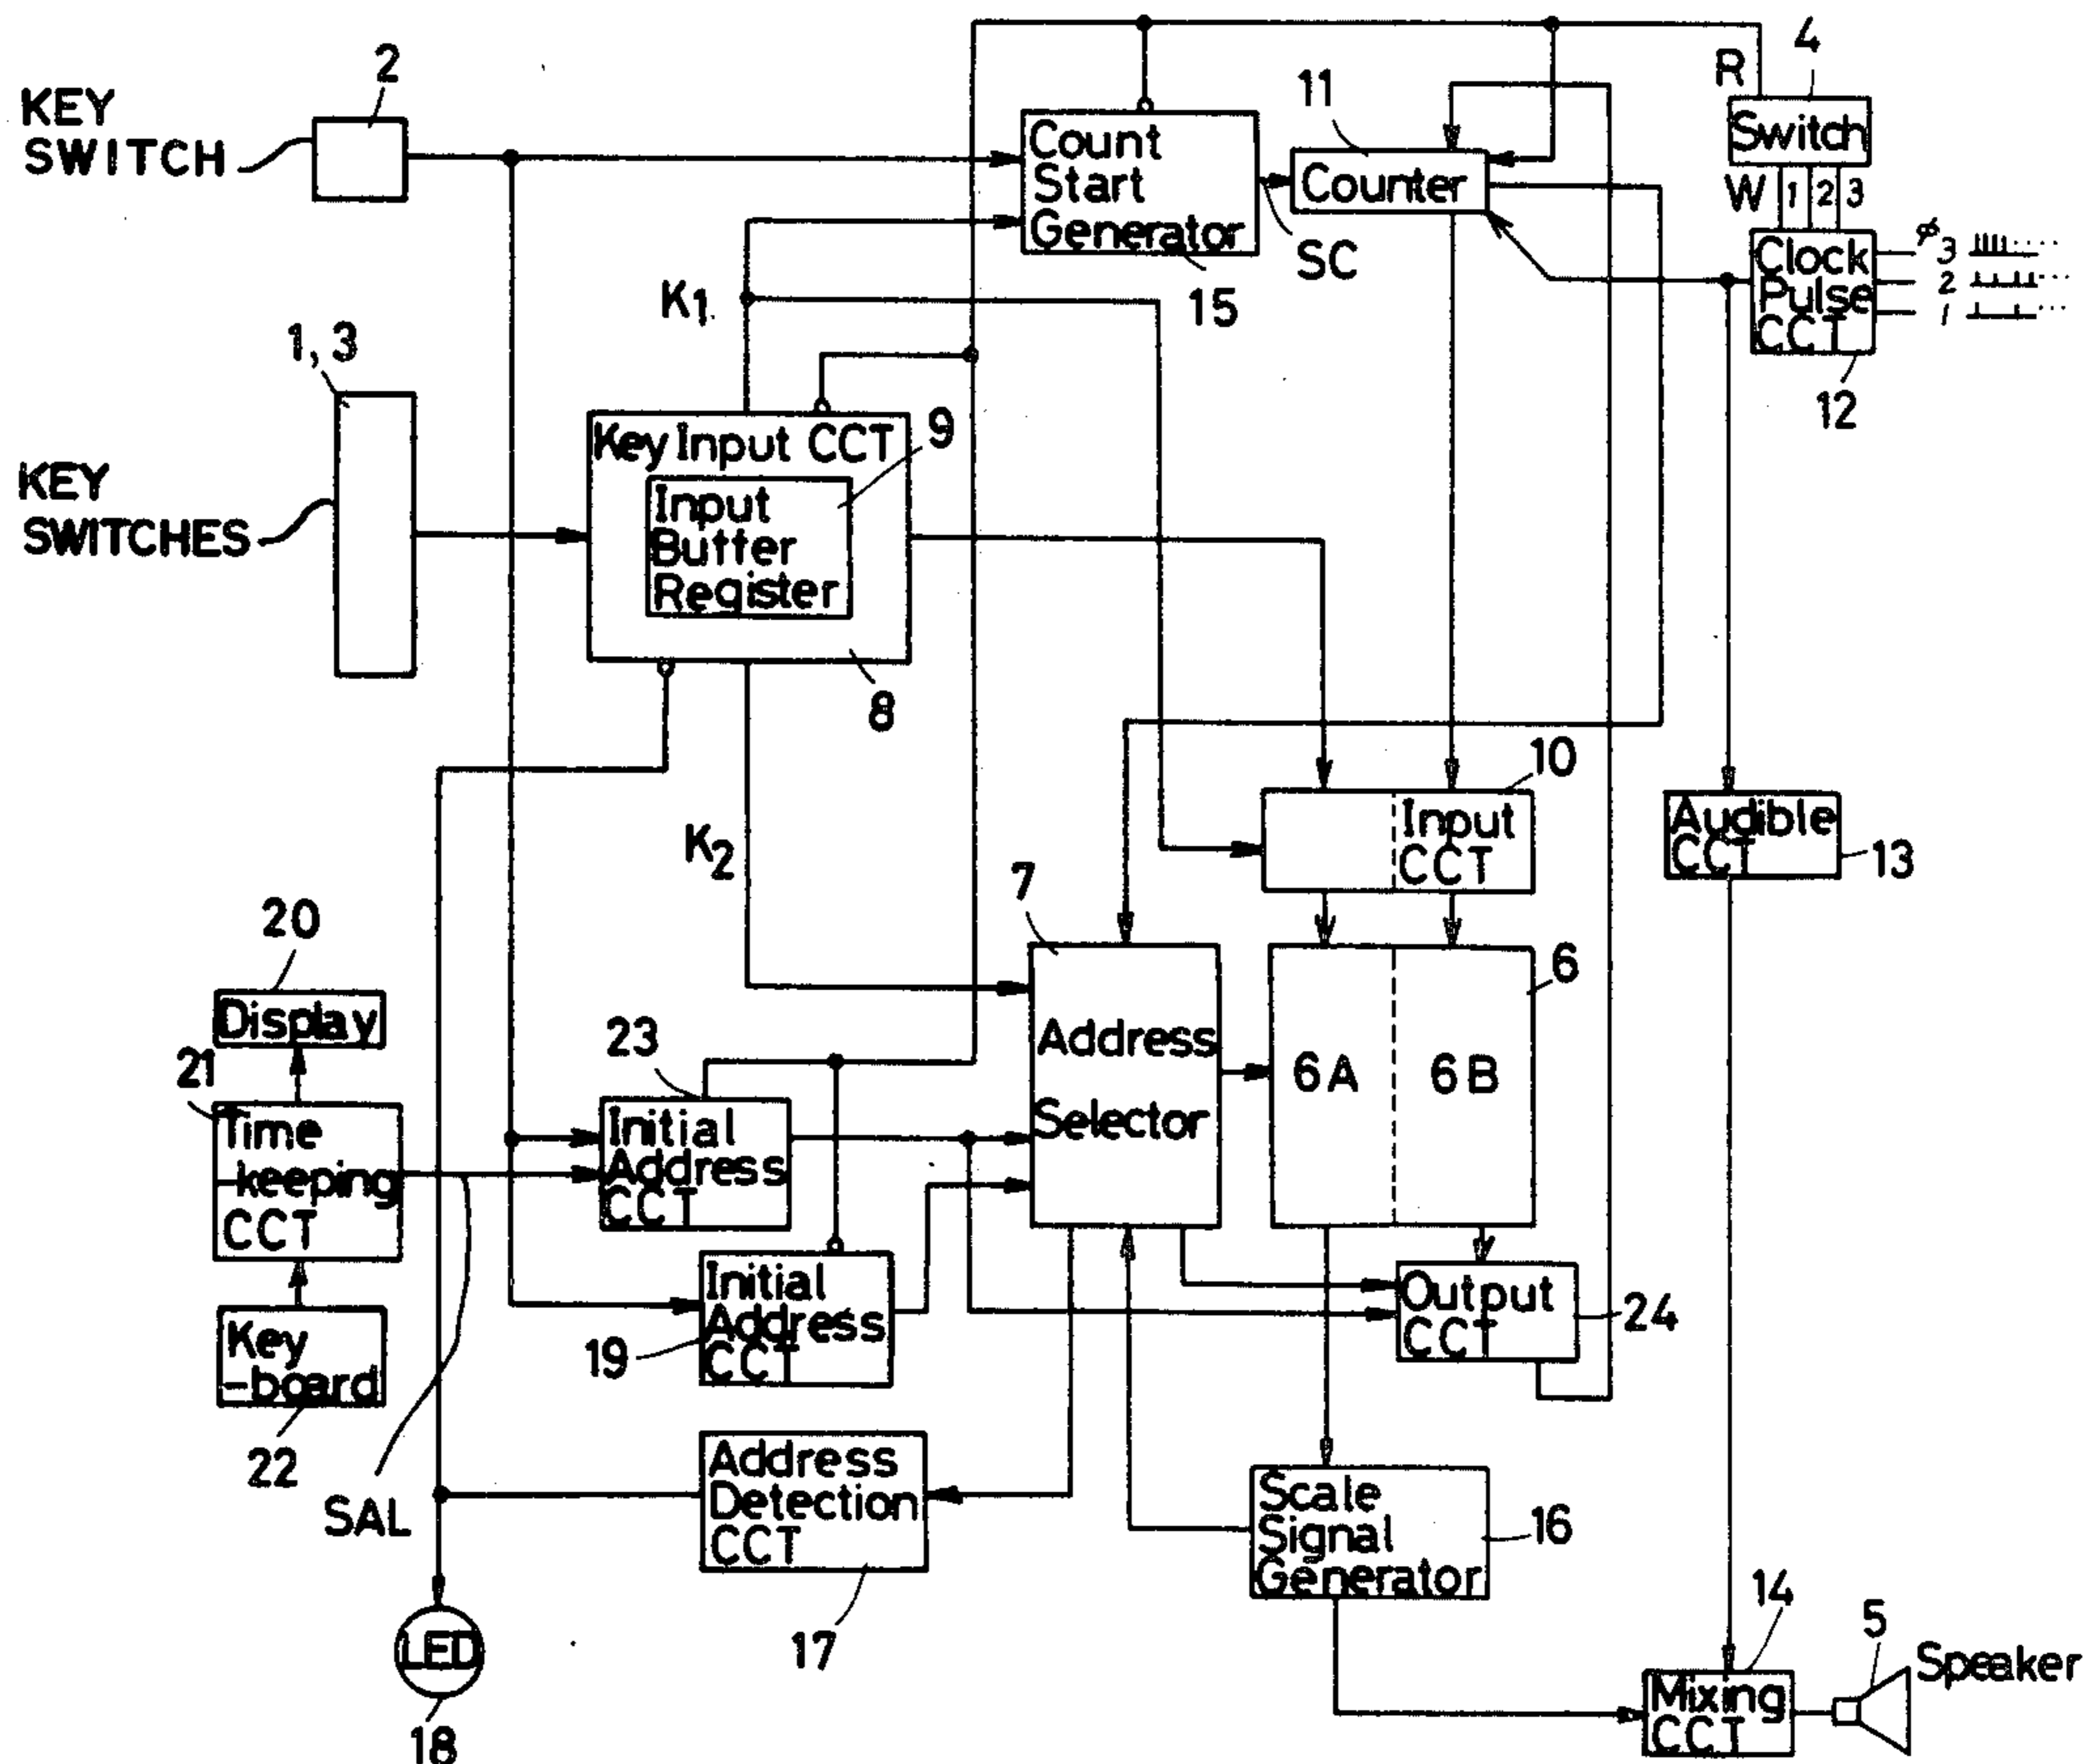 2
KEY
SWITCH
R
4
11
Switch
W 1 2 3
Count
Start
Generator
Counter
SC
15
Clock
Pulse
CCT
ø3
2
1
12
K1
1,3
KEY
SWITCHES
Key Input CCT
9
Input
Buffer
Register
8
K2
10
Input
CCT
Audible
CCT
13
7
Address
Selector
6
6A
6B
20
Display
21
Time
-keeping
CCT
23
Initial
Address
CCT
Key
-board
22
SAL
Initial
Address
CCT
19
Output
CCT
24
Address
Detection
CCT
17
Scale
Signal
Generator
16
LED
18
14
Mixing
CCT
5
Speaker